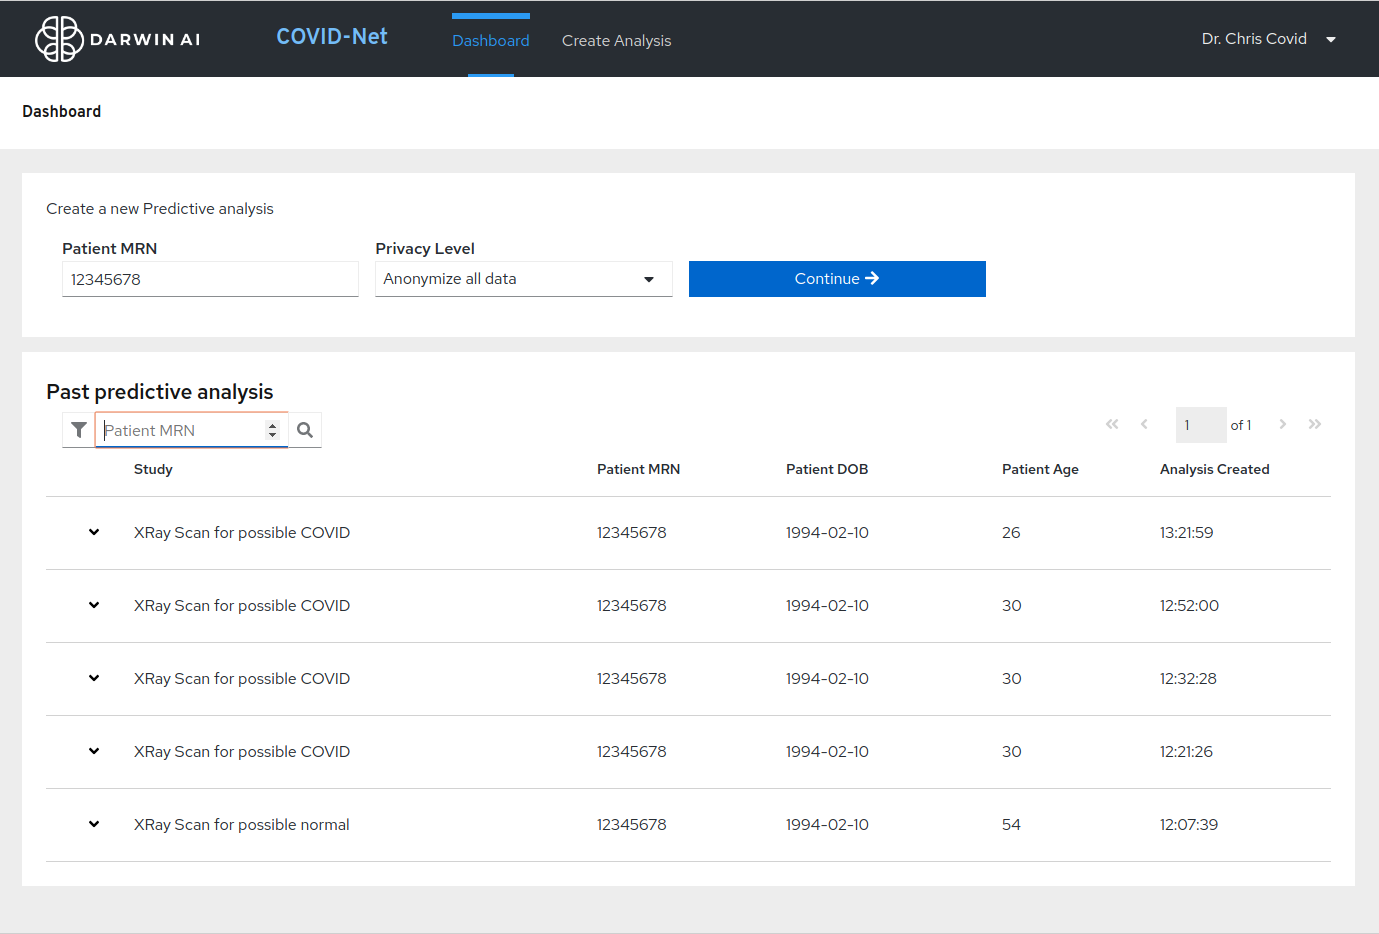 DARWIN AI COVID-Net Dashboard Create Analysis Dr. Chris Covid
Dashboard
Create a new Predictive analysis
Patient MRN Privacy Level
12345678 Anonymize all data Continue
Past predictive analysis
Patient MRN 1 of 1
Study Patient MRN Patient DOB Patient Age Analysis Created
XRay Scan for possible COVID 12345678 1994-02-10 26 13:21:59
XRay Scan for possible COVID 12345678 1994-02-10 30 12:52:00
XRay Scan for possible COVID 12345678 1994-02-10 30 12:32:28
XRay Scan for possible COVID 12345678 1994-02-10 30 12:21:26
XRay Scan for possible normal 12345678 1994-02-10 54 12:07:39